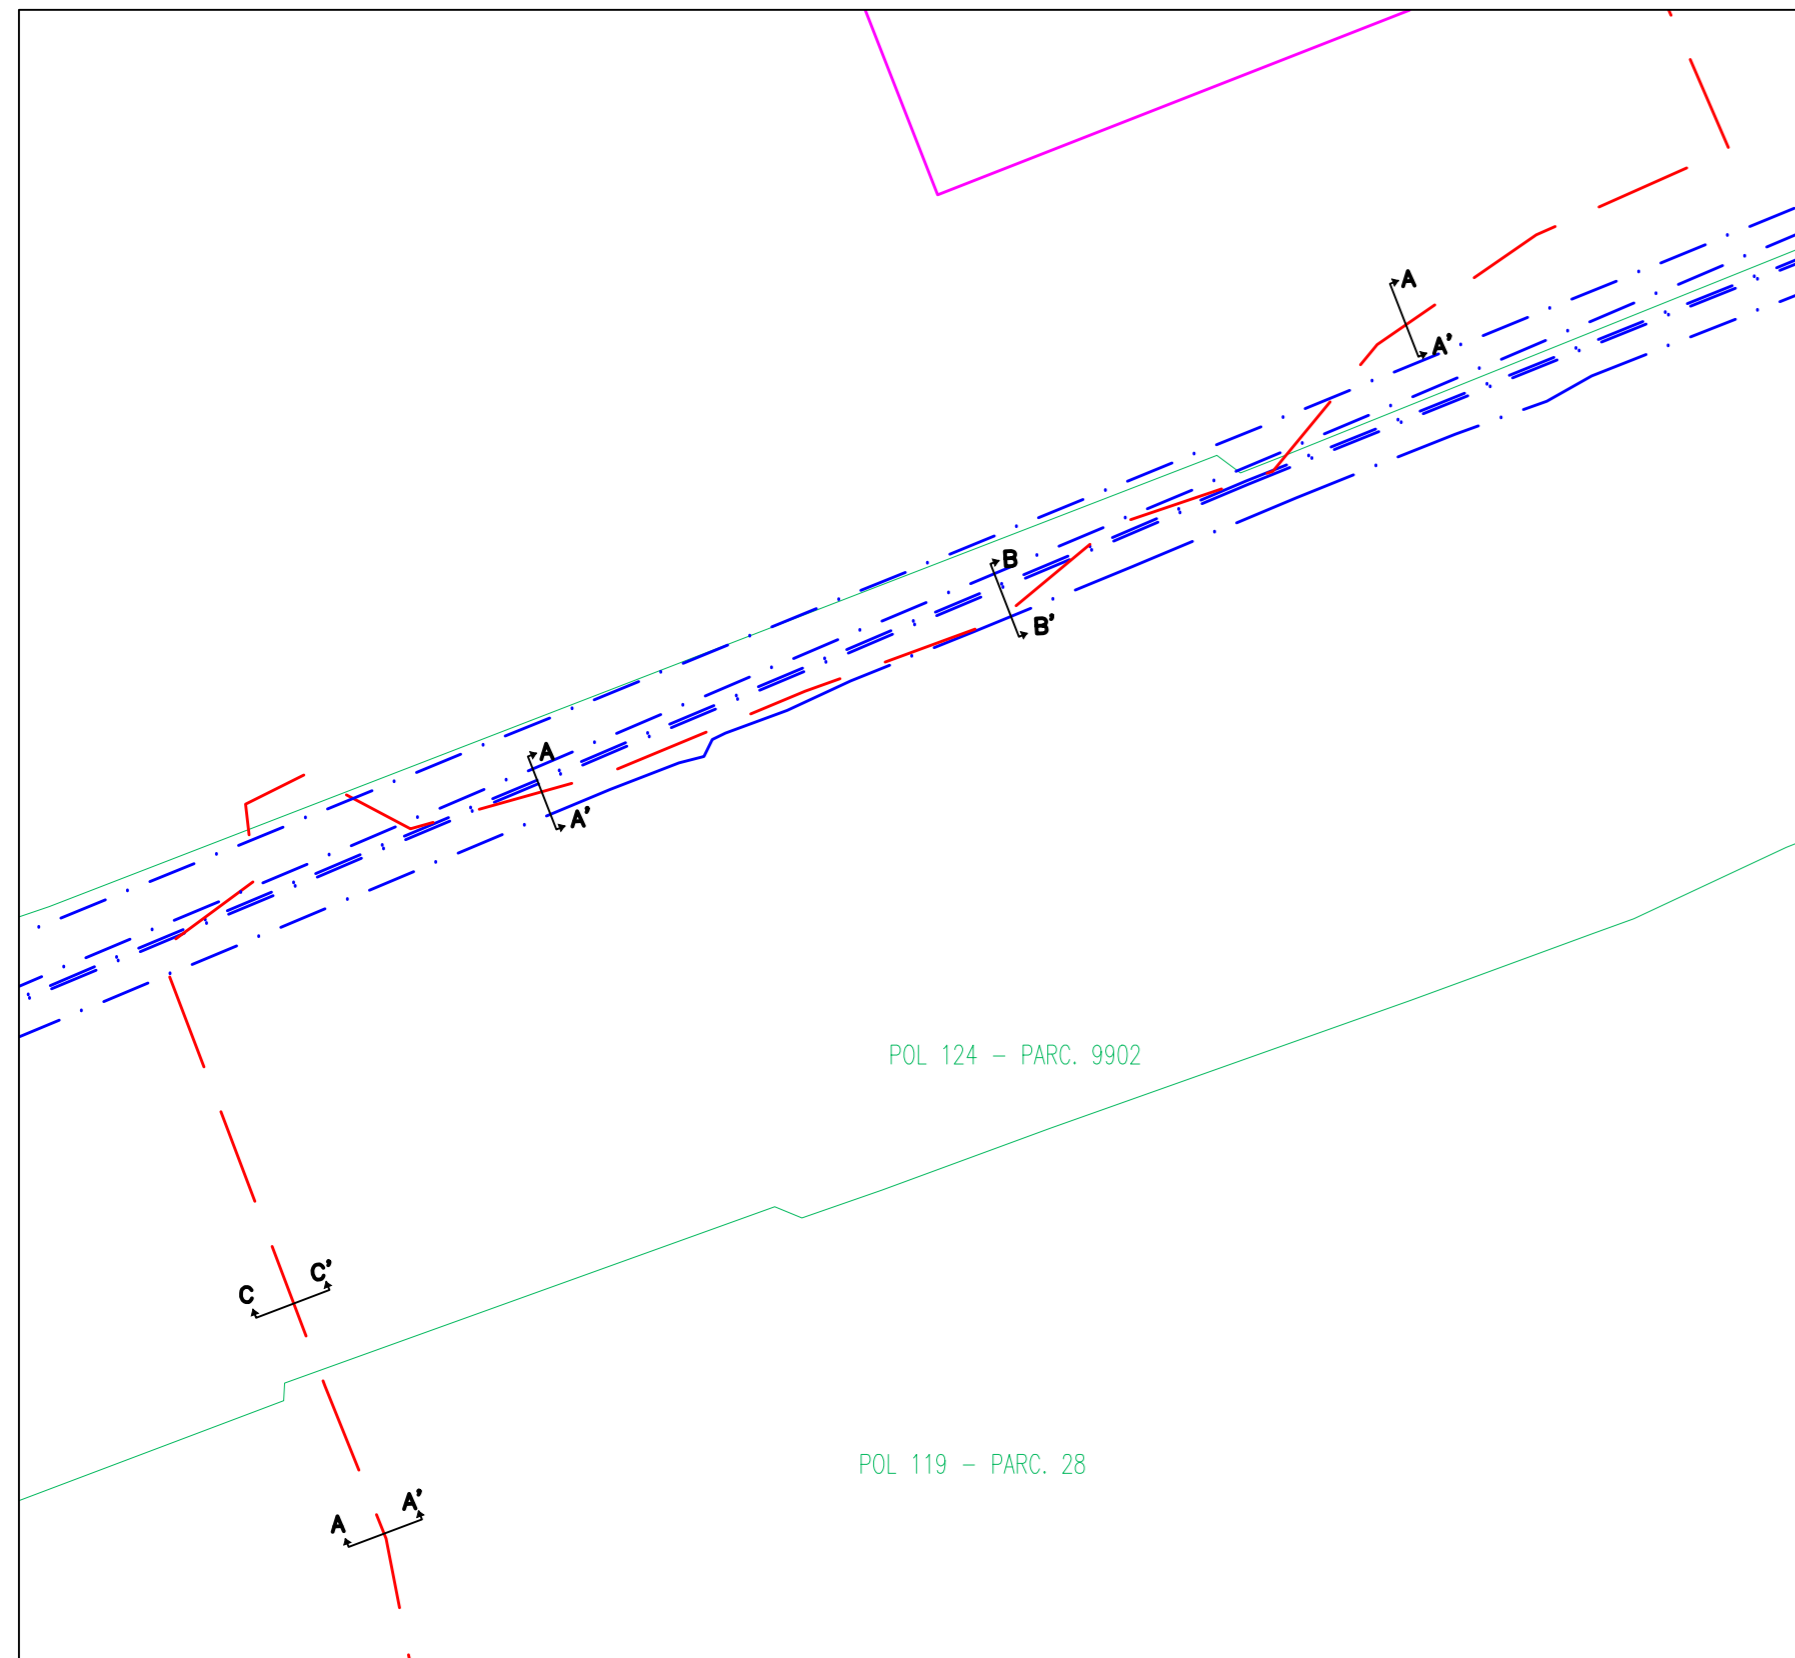 A
A'
B
B'
A
A'
POL 124 – PARC. 9902
C C'
POL 119 – PARC. 28
A A'